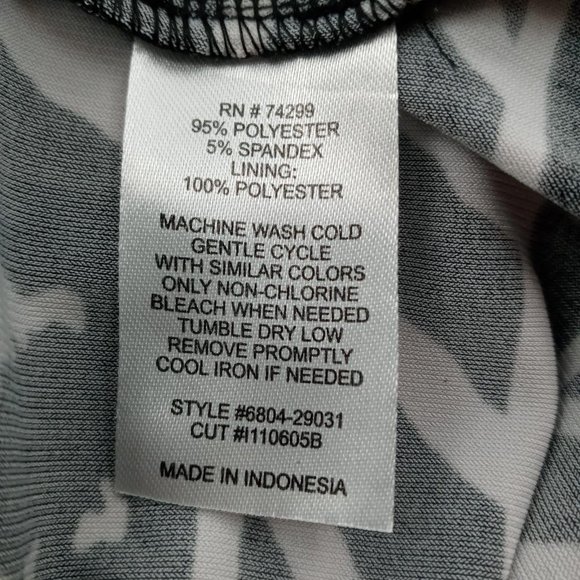 RN # 74299
95% POLYESTER
5% SPANDEX
LINING:
100% POLYESTER
MACHINE WASH COLD
GENTLE CYCLE
WITH SIMILAR COLORS
ONLY NON-CHLORINE
BLEACH WHEN NEEDED
TUMBLE DRY LOW
REMOVE PROMPTLY
COOL IRON IF NEEDED
STYLE #6804-29031
CUT #I110605B
MADE IN INDONESIA